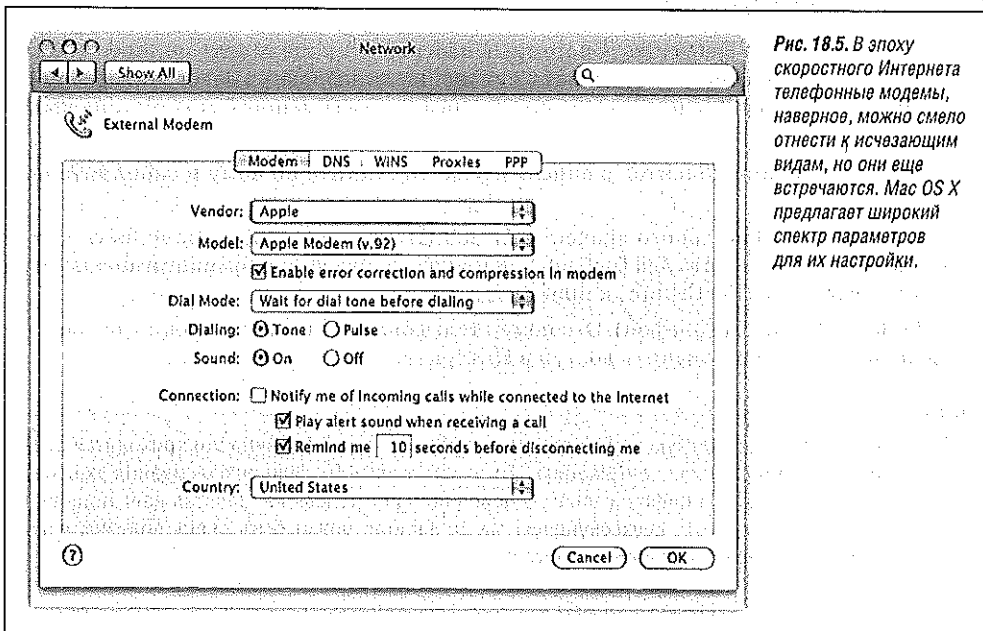 Network
Show All
External Modem
Modem DNS WINS Proxies PPP
Vendor: Apple
Model: Apple Modem (v.92)
Enable error correction and compression in modem
Dial Mode: Wait for dial tone before dialing
Dialing: Tone Pulse
Sound: On Off
Connection: Notify me of incoming calls while connected to the Internet
Play alert sound when receiving a call
Remind me 10 seconds before disconnecting me
Country: United States
?
Cancel OK
Рис. 18.5. В эпоху
скоростного Интернета
телефонные модемы,
наверное, можно смело
отнести к исчезающим
видам, но они еще
встречаются. Mac OS X
предлагает широкий
спектр параметров
для их настройки.